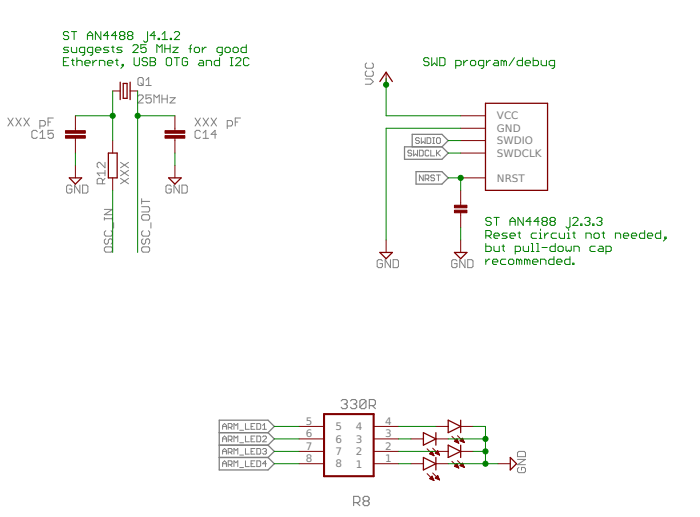 ST AN4488 §4.1.2
suggests 25 MHz for good
Ethernet, USB OTG and I2C
Q1
25MHz
XXX pF
C15
XXX pF
C14
R12
XXX
GND
GND
OSC_IN
OSC_OUT
SWD program/debug
VCC
VCC
GND
SWDIO
SWDCLK
NRST
SWDIO
SWDCLK
NRST
ST AN4488 §2.3.3
Reset circuit not needed,
but pull-down cap
recommended.
GND
GND
330R
ARM_LED1 5 5 4 4
ARM_LED2 6 6 3 3
ARM_LED3 7 7 2 2
ARM_LED4 8 8 1 1
GND
R8